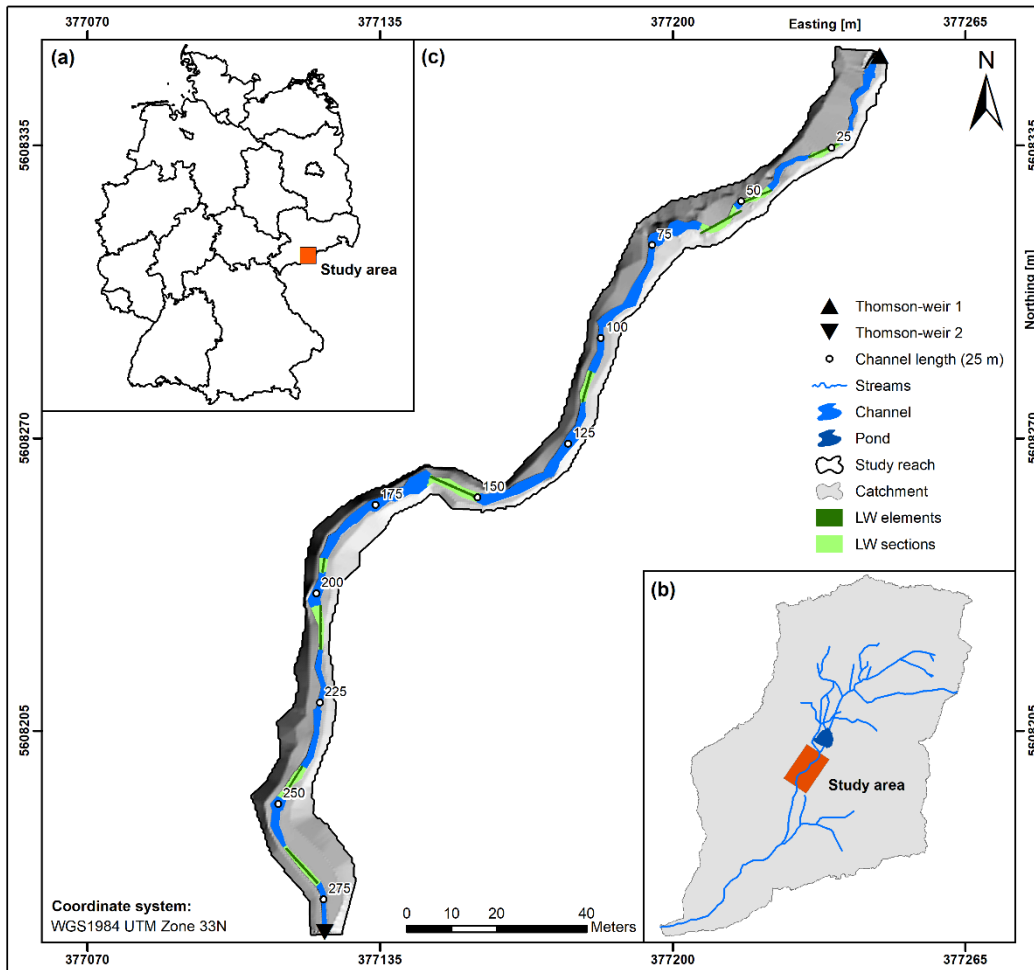 377070
377135
377200
377265
Easting [m]
(a)
(c)
N
Study area
5608335
5608335
25
50
75
Northing [m]
100
Thomson-weir 1
Thomson-weir 2
Channel length (25 m)
Streams
Channel
Pond
Study reach
Catchment
LW elements
LW sections
5608270
5608270
125
150
175
200
(b)
Study area
225
5608205
5608205
250
275
Coordinate system:
WGS1984 UTM Zone 33N
0 10 20 40
Meters
377070
377135
377200
377265